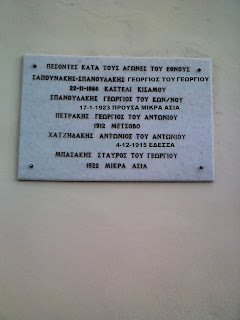 ΠΕΣΟΝΤΕΣ ΚΑΤΑ ΤΟΥΣ ΑΓΩΝΕΣ ΤΟΥ ΕΘΝΟΥΣ
ΣΑΠΟΥΝΑΚΗΣ-ΣΠΑΝΟΥΔΑΚΗΣ ΓΕΩΡΓΙΟΣ ΤΟΥ ΓΕΩΡΓΙΟΥ
22-11-1866 ΚΑΣΤΕΛΙ ΚΙΣΑΜΟΥ
ΣΠΑΝΟΥΔΑΚΗΣ ΓΕΩΡΓΙΟΣ ΤΟΥ ΚΩΝ/ΝΟΥ
17-1-1923 ΠΡΟΥΣΑ ΜΙΚΡΑ ΑΣΙΑ
ΠΕΤΡΑΚΗΣ ΓΕΩΡΓΙΟΣ ΤΟΥ ΑΝΤΩΝΙΟΥ
1912 ΜΕΤΣΟΒΟ
ΧΑΤΖΗΔΑΚΗΣ ΑΝΤΩΝΙΟΣ ΤΟΥ ΑΝΤΩΝΙΟΥ
4-12-1915 ΕΔΕΣΣΑ
ΜΠΑΣΑΚΗΣ ΣΤΑΥΡΟΣ ΤΟΥ ΓΕΩΡΓΙΟΥ
1922 ΜΙΚΡΑ ΑΣΙΑ